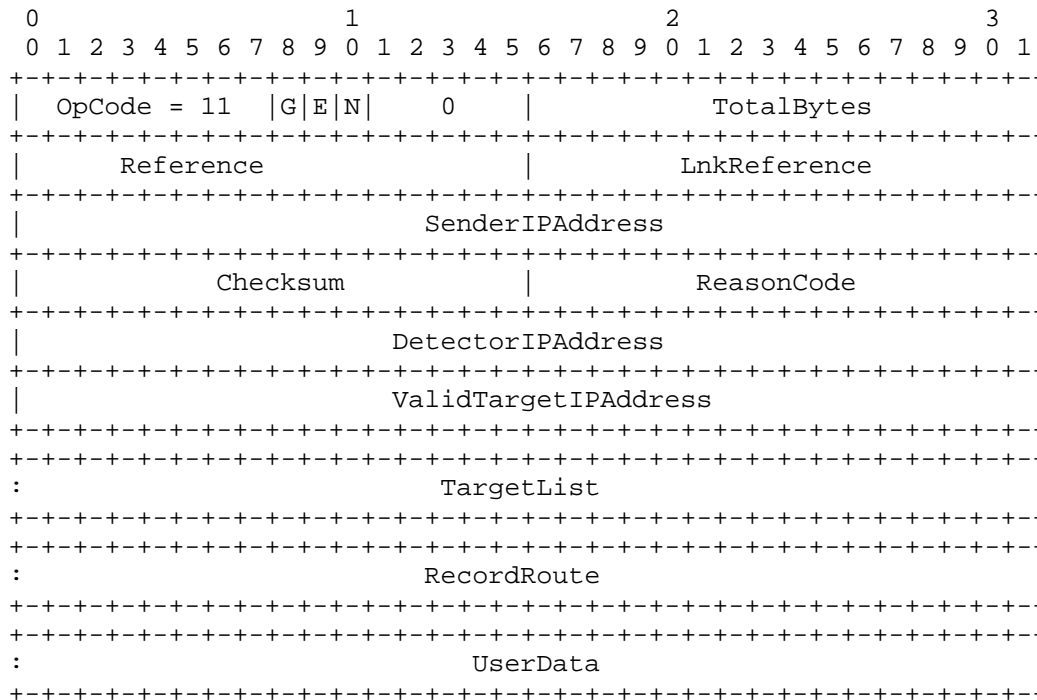 0                   1                   2                   3
 0 1 2 3 4 5 6 7 8 9 0 1 2 3 4 5 6 7 8 9 0 1 2 3 4 5 6 7 8 9 0 1
+-+-+-+-+-+-+-+-+-+-+-+-+-+-+-+-+-+-+-+-+-+-+-+-+-+-+-+-+-+-+-+-
|  OpCode = 11  |G|E|N|    0    |           TotalBytes
+-+-+-+-+-+-+-+-+-+-+-+-+-+-+-+-+-+-+-+-+-+-+-+-+-+-+-+-+-+-+-+-
|      Reference                |         LnkReference
+-+-+-+-+-+-+-+-+-+-+-+-+-+-+-+-+-+-+-+-+-+-+-+-+-+-+-+-+-+-+-+-
|                         SenderIPAddress
+-+-+-+-+-+-+-+-+-+-+-+-+-+-+-+-+-+-+-+-+-+-+-+-+-+-+-+-+-+-+-+-
|            Checksum           |          ReasonCode
+-+-+-+-+-+-+-+-+-+-+-+-+-+-+-+-+-+-+-+-+-+-+-+-+-+-+-+-+-+-+-+-
|                       DetectorIPAddress
+-+-+-+-+-+-+-+-+-+-+-+-+-+-+-+-+-+-+-+-+-+-+-+-+-+-+-+-+-+-+-+-
|                       ValidTargetIPAddress
+-+-+-+-+-+-+-+-+-+-+-+-+-+-+-+-+-+-+-+-+-+-+-+-+-+-+-+-+-+-+-+-
+-+-+-+-+-+-+-+-+-+-+-+-+-+-+-+-+-+-+-+-+-+-+-+-+-+-+-+-+-+-+-+-
:                          TargetList
+-+-+-+-+-+-+-+-+-+-+-+-+-+-+-+-+-+-+-+-+-+-+-+-+-+-+-+-+-+-+-+-
+-+-+-+-+-+-+-+-+-+-+-+-+-+-+-+-+-+-+-+-+-+-+-+-+-+-+-+-+-+-+-+-
:                         RecordRoute
+-+-+-+-+-+-+-+-+-+-+-+-+-+-+-+-+-+-+-+-+-+-+-+-+-+-+-+-+-+-+-+-
+-+-+-+-+-+-+-+-+-+-+-+-+-+-+-+-+-+-+-+-+-+-+-+-+-+-+-+-+-+-+-+-
:                            UserData
+-+-+-+-+-+-+-+-+-+-+-+-+-+-+-+-+-+-+-+-+-+-+-+-+-+-+-+-+-+-+-+-